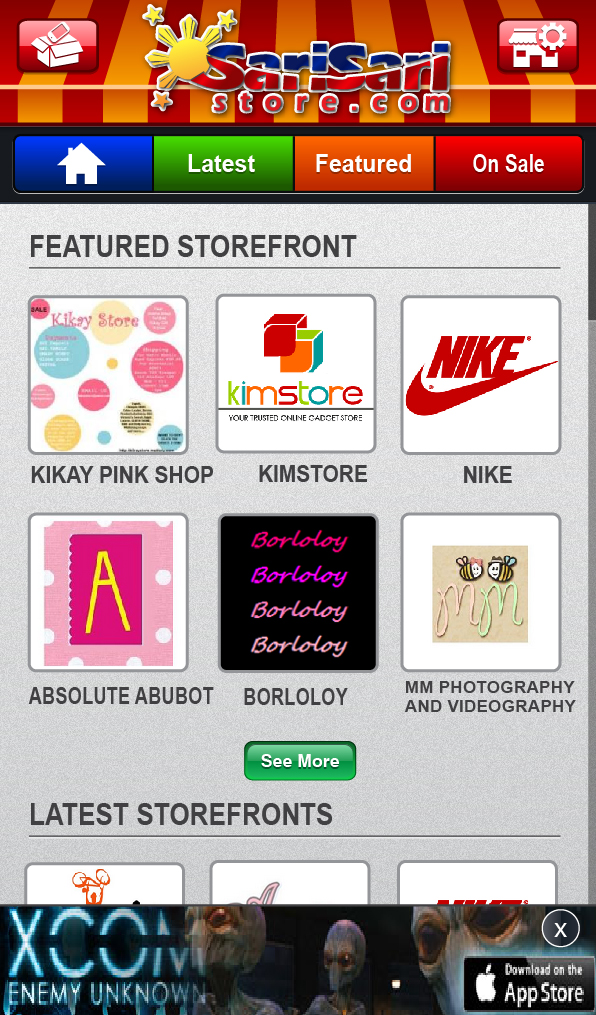 SariSari
store.com
Latest
Featured
On Sale
FEATURED STOREFRONT
SALE
Kikay Store
kimstore
YOUR TRUSTED ONLINE GADGET STORE
NIKE
KIKAY PINK SHOP
KIMSTORE
NIKE
A
Borloloy
Borloloy
Borloloy
Borloloy
MM
ABSOLUTE ABUBOT
BORLOLOY
MM PHOTOGRAPHY
AND VIDEOGRAPHY
See More
LATEST STOREFRONTS
XCOM
ENEMY UNKNOWN
X
Download on the
App Store